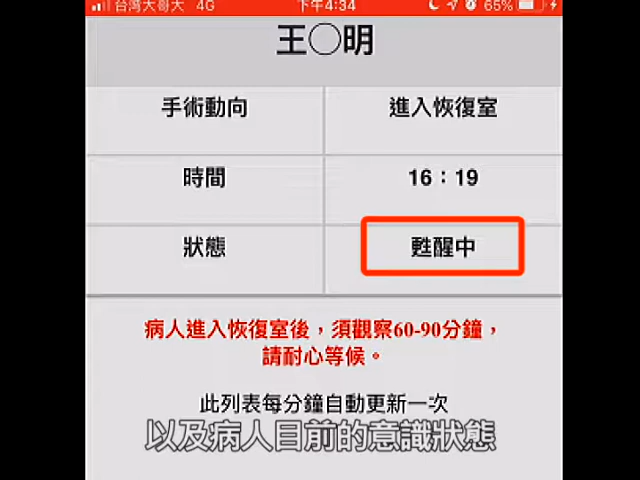 台灣大哥大 4G 下午4:34 65%
王○明
手術動向 進入恢復室
時間 16：19
狀態 甦醒中
病人進入恢復室後，須觀察60-90分鐘，
請耐心等候。
此列表每分鐘自動更新一次
以及病人目前的意識狀態